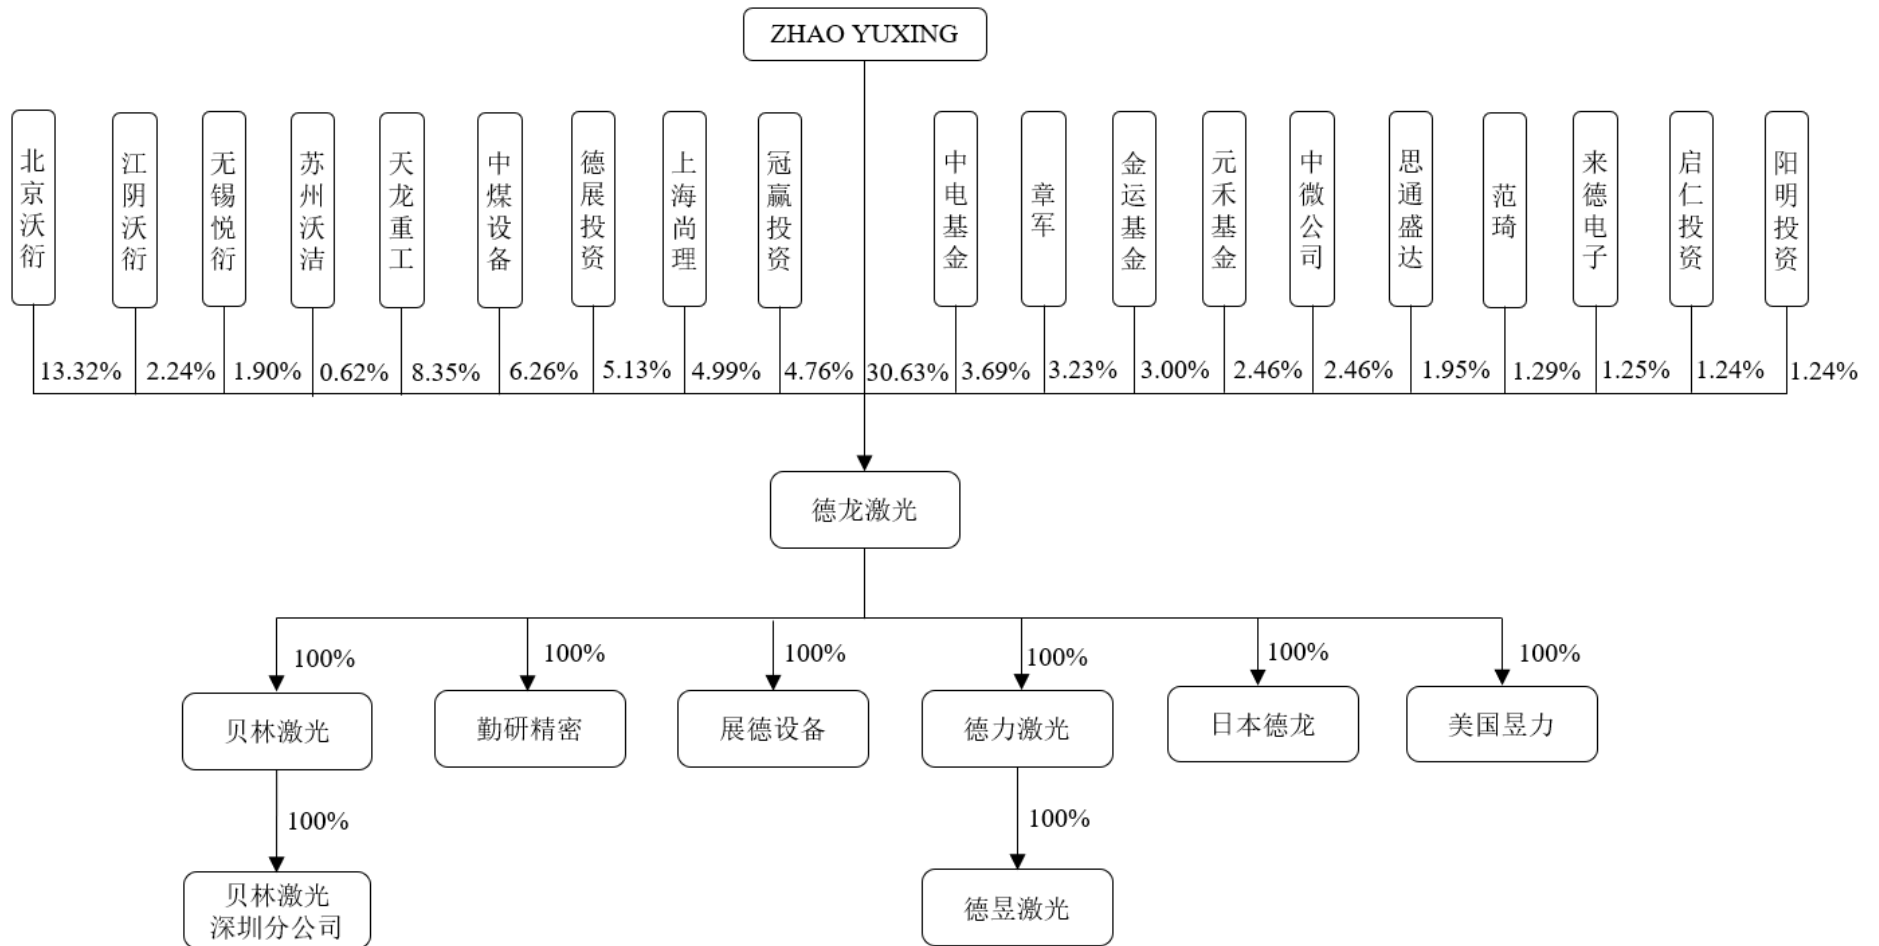 ZHAO YUXING
北京沃衍
江阴沃衍
无锡悦衍
苏州沃洁
天龙重工
中煤设备
德展投资
上海尚理
冠赢投资
中电基金
章军
金运基金
元禾基金
中微公司
思通盛达
范琦
来德电子
启仁投资
阳明投资
13.32%
2.24%
1.90%
0.62%
8.35%
6.26%
5.13%
4.99%
4.76%
30.63%
3.69%
3.23%
3.00%
2.46%
2.46%
1.95%
1.29%
1.25%
1.24%
1.24%
德龙激光
100%
100%
100%
100%
100%
100%
贝林激光
勤研精密
展德设备
德力激光
日本德龙
美国昱力
100%
100%
贝林激光
深圳分公司
德昱激光